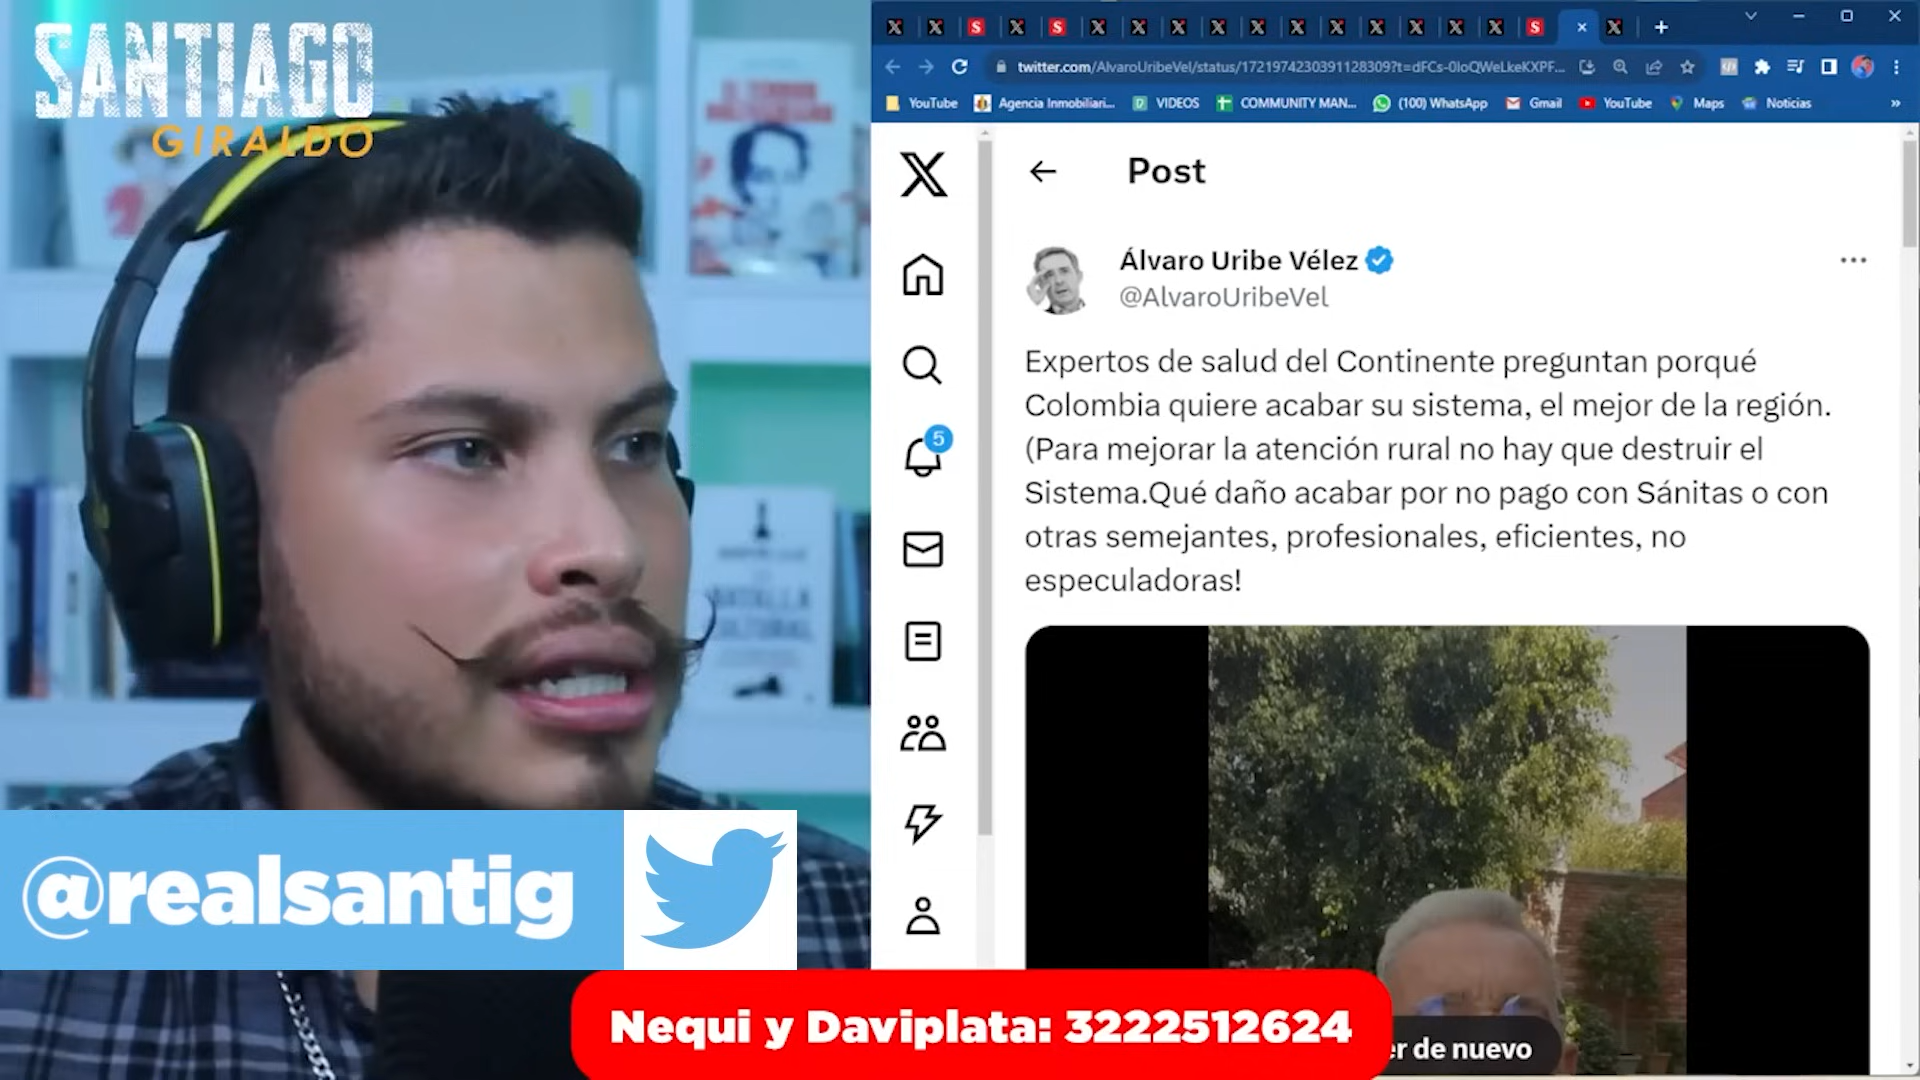 SANTIAGO
GIRALDO
twitter.com/AlvaroUribeVel/status/1721974230391128309?t=dFCs-0loQWeLkeKXPF...
YouTube
Agencia Inmobiliari...
VIDEOS
COMMUNITY MAN...
(100) WhatsApp
Gmail
YouTube
Maps
Noticias
»
Post
Álvaro Uribe Vélez
@AlvaroUribeVel
Expertos de salud del Continente preguntan porqué
Colombia quiere acabar su sistema, el mejor de la región.
(Para mejorar la atención rural no hay que destruir el
Sistema.Qué daño acabar por no pago con Sánitas o con
otras semejantes, profesionales, eficientes, no
especuladoras!
5
BATALLA
CULTURAL
@realsantig
Nequi y Daviplata: 3222512624
er de nuevo